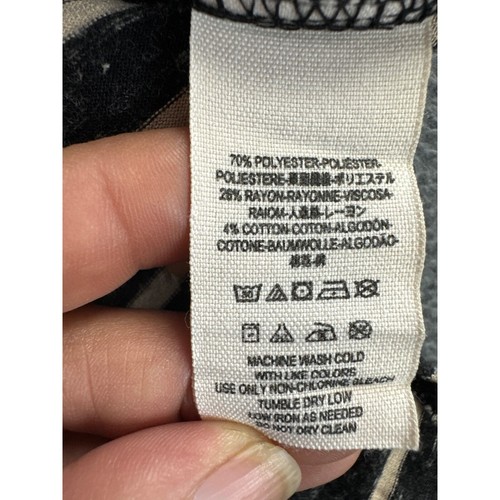 70% POLYESTER-POLIÉSTER-
POLIESTERE-聚酯纖維-ポリエステル
26% RAYON-RAYONNE-VISCOSA-
RAIOM-人造絲-レーヨン
4% COTTON-COTON-ALGODÓN-
COTONE-BAUMWOLLE-ALGODÃO-
棉花-綿
30
MACHINE WASH COLD
WITH LIKE COLORS
USE ONLY NON-CHLORINE BLEACH
TUMBLE DRY LOW
LOW IRON AS NEEDED
DO NOT DRY CLEAN